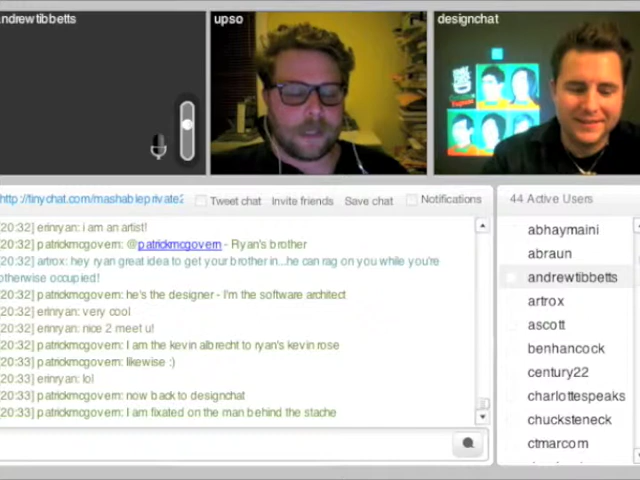 andrewtibbetts
upso
designchat
http://tinychat.com/mashableprivate2
Tweet chat
Invite friends
Save chat
Notifications
44 Active Users
[20:32] erinryan: i am an artist!
[20:32] patrickmcgovern: @patrickmcgovern - Ryan's brother
[20:32] artrox: hey ryan great idea to get your brother in...he can rag on you while you're
otherwise occupied!
[20:32] patrickmcgovern: he's the designer - I'm the software architect
[20:32] erinryan: very cool
[20:32] erinryan: nice 2 meet u!
[20:32] patrickmcgovern: I am the kevin albrecht to ryan's kevin rose
[20:33] patrickmcgovern: likewise :)
[20:33] erinryan: lol
[20:33] patrickmcgovern: now back to designchat
[20:33] patrickmcgovern: I am fixated on the man behind the stache
abhaymaini
abraun
andrewtibbetts
artrox
ascott
benhancock
century22
charlottespeaks
chucksteneck
ctmarcom